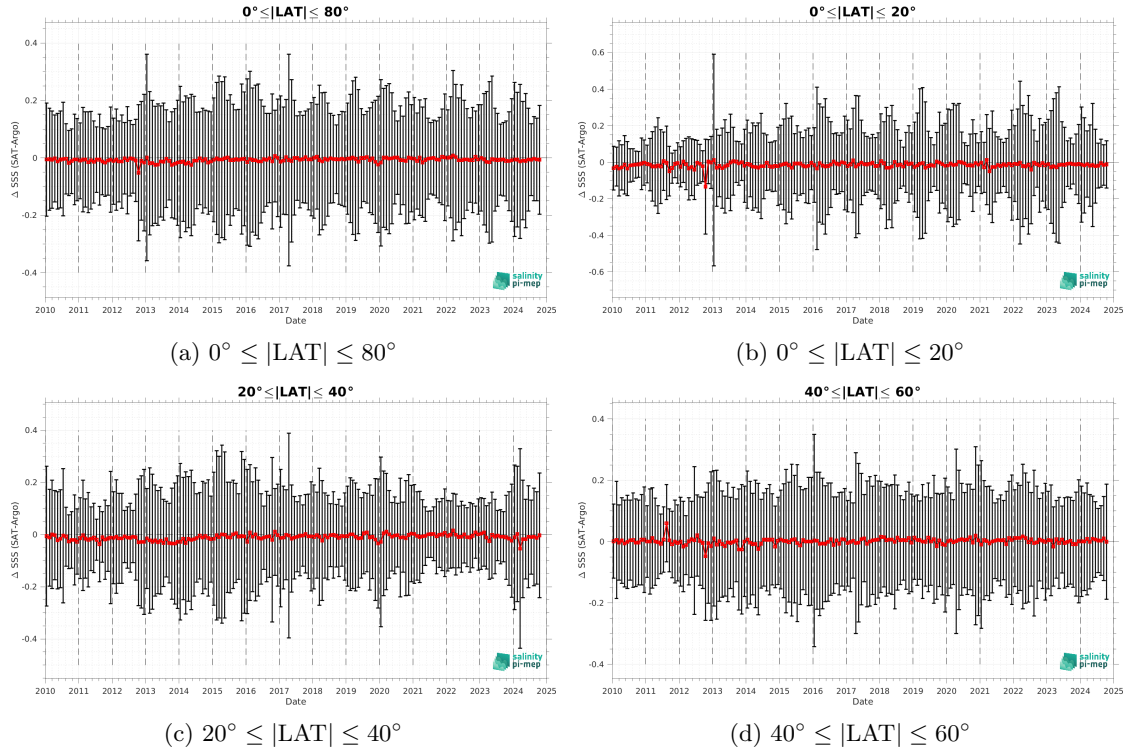 0°≤|LAT|≤ 80°
0.4
0.2
0
-0.2
-0.4
Δ SSS (SAT-Argo)
salinity
pi-mep
2010 2011 2012 2013 2014 2015 2016 2017 2018 2019 2020 2021 2022 2023 2024 2025
Date
(a) 0° ≤ |LAT| ≤ 80°
0°≤|LAT|≤ 20°
0.6
0.4
0.2
0
-0.2
-0.4
-0.6
Δ SSS (SAT-Argo)
salinity
pi-mep
2010 2011 2012 2013 2014 2015 2016 2017 2018 2019 2020 2021 2022 2023 2024 2025
Date
(b) 0° ≤ |LAT| ≤ 20°
20°≤|LAT|≤ 40°
0.4
0.2
0
-0.2
-0.4
Δ SSS (SAT-Argo)
salinity
pi-mep
2010 2011 2012 2013 2014 2015 2016 2017 2018 2019 2020 2021 2022 2023 2024 2025
Date
(c) 20° ≤ |LAT| ≤ 40°
40°≤|LAT|≤ 60°
0.4
0.2
0
-0.2
-0.4
Δ SSS (SAT-Argo)
salinity
pi-mep
2010 2011 2012 2013 2014 2015 2016 2017 2018 2019 2020 2021 2022 2023 2024 2025
Date
(d) 40° ≤ |LAT| ≤ 60°